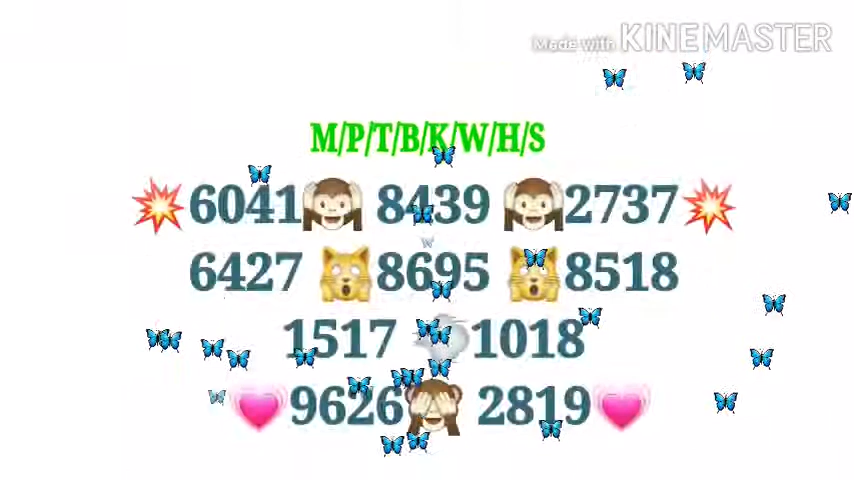 Made with KINEMASTER
M/P/T/B/K/W/H/S
6041 8439 2737
6427 8695 8518
1517 1018
9626 2819